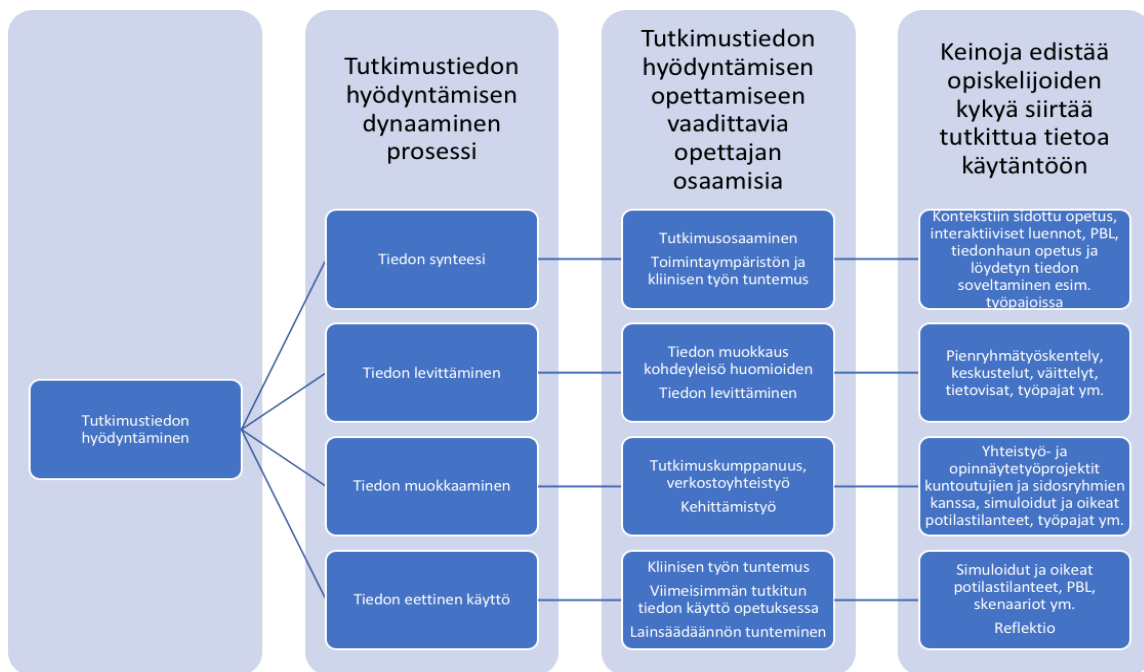 Tutkimustiedon
hyödyntämisen
dynaaminen
prosessi
Tutkimustiedon
hyödyntämisen
opettamiseen
vaadittavia
opettajan
osaamisia
Keinoja edistää
opiskelijoiden
kykyä siirtää
tutkittua tietoa
käytäntöön
Tutkimustiedon
hyödyntäminen
Tiedon synteesi
Tutkimusosaaminen
Toimintaympäristön ja
kliinisen työn tuntemus
Kontekstiin sidottu opetus,
interaktiiviset luennot, PBL,
tiedonhaun opetus ja
löydetyn tiedon
soveltaminen esim.
työpajoissa
Tiedon levittäminen
Tiedon muokkaus
kohdeyleisö huomioiden
Tiedon levittäminen
Pienryhmätyöskentely,
keskustelut, väittelyt,
tietovisat, työpajat ym.
Tiedon muokkaaminen
Tutkimuskumppanuus,
verkostoyhteistyö
Kehittämistyö
Yhteistyö- ja
opinnäytetyöprojektit
kuntoutujien ja sidosryhmien
kanssa, simuloidut ja oikeat
potilastilanteet, työpajat ym.
Tiedon eettinen käyttö
Kliinisen työn tuntemus
Viimeisimmän tutkitun
tiedon käyttö opetuksessa
Lainsäädäännön tunteminen
Simuloidut ja oikeat
potilastilanteet, PBL,
skenaariot ym.
Reflektio